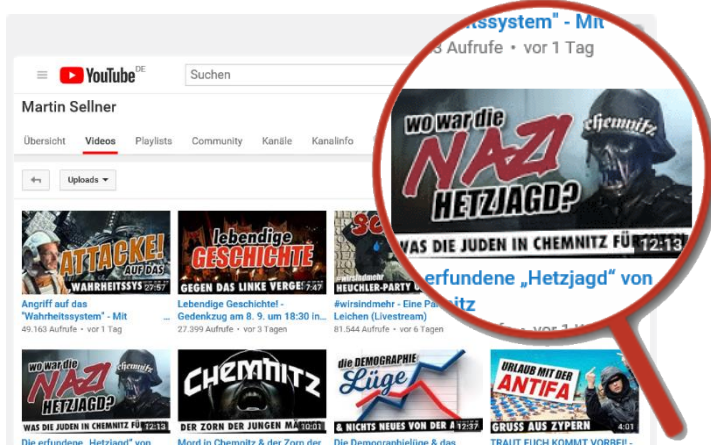 YouTube DE
Suchen
Martin Sellner
Übersicht Videos Playlists Community Kanäle Kanalinfo
Uploads
ATTACKE!
AUF DAS
WAHRHEITSSYS 27:57
Angriff auf das
"Wahrheitssystem" - Mit ...
49.163 Aufrufe • vor 1 Tag
lebendige
GESCHICHTE
GEGEN DAS LINKE VERGE 7:47
Lebendige Geschichte! -
Gedenkzug am 8. 9. um 18:30 in...
27.399 Aufrufe • vor 3 Tagen
#wirsindmehr
HEUCHLER-PARTY
#wirsindmehr - Eine
Leichen (Livestream)
81.544 Aufrufe • vor 6 Tagen
tssystem" - Mit
3 Aufrufe • vor 1 Tag
wo war die
NAZI
HETZJAGD?
chemnitz
WAS DIE JUDEN IN CHEMNITZ 12:13
erfundene „Hetzjagd" von
wo war die
NAZI
HETZJAGD?
chemnitz
WAS DIE JUDEN IN CHEMNITZ FÜ 12:13
Die erfundene „Hetzjagd" von
CHEMNITZ
DER ZORN DER JUNGEN MÄ 10:01
Mord in Chemnitz & der Zorn der
die DEMOGRAPHIE
Lüge
& NICHTS NEUES VON DER A 12:37
Die Demographielüge & das
URLAUB MIT DER
ANTIFA
GRUSS AUS ZYPERN 4:01
TRAUT EUCH KOMMT VORBEI! -